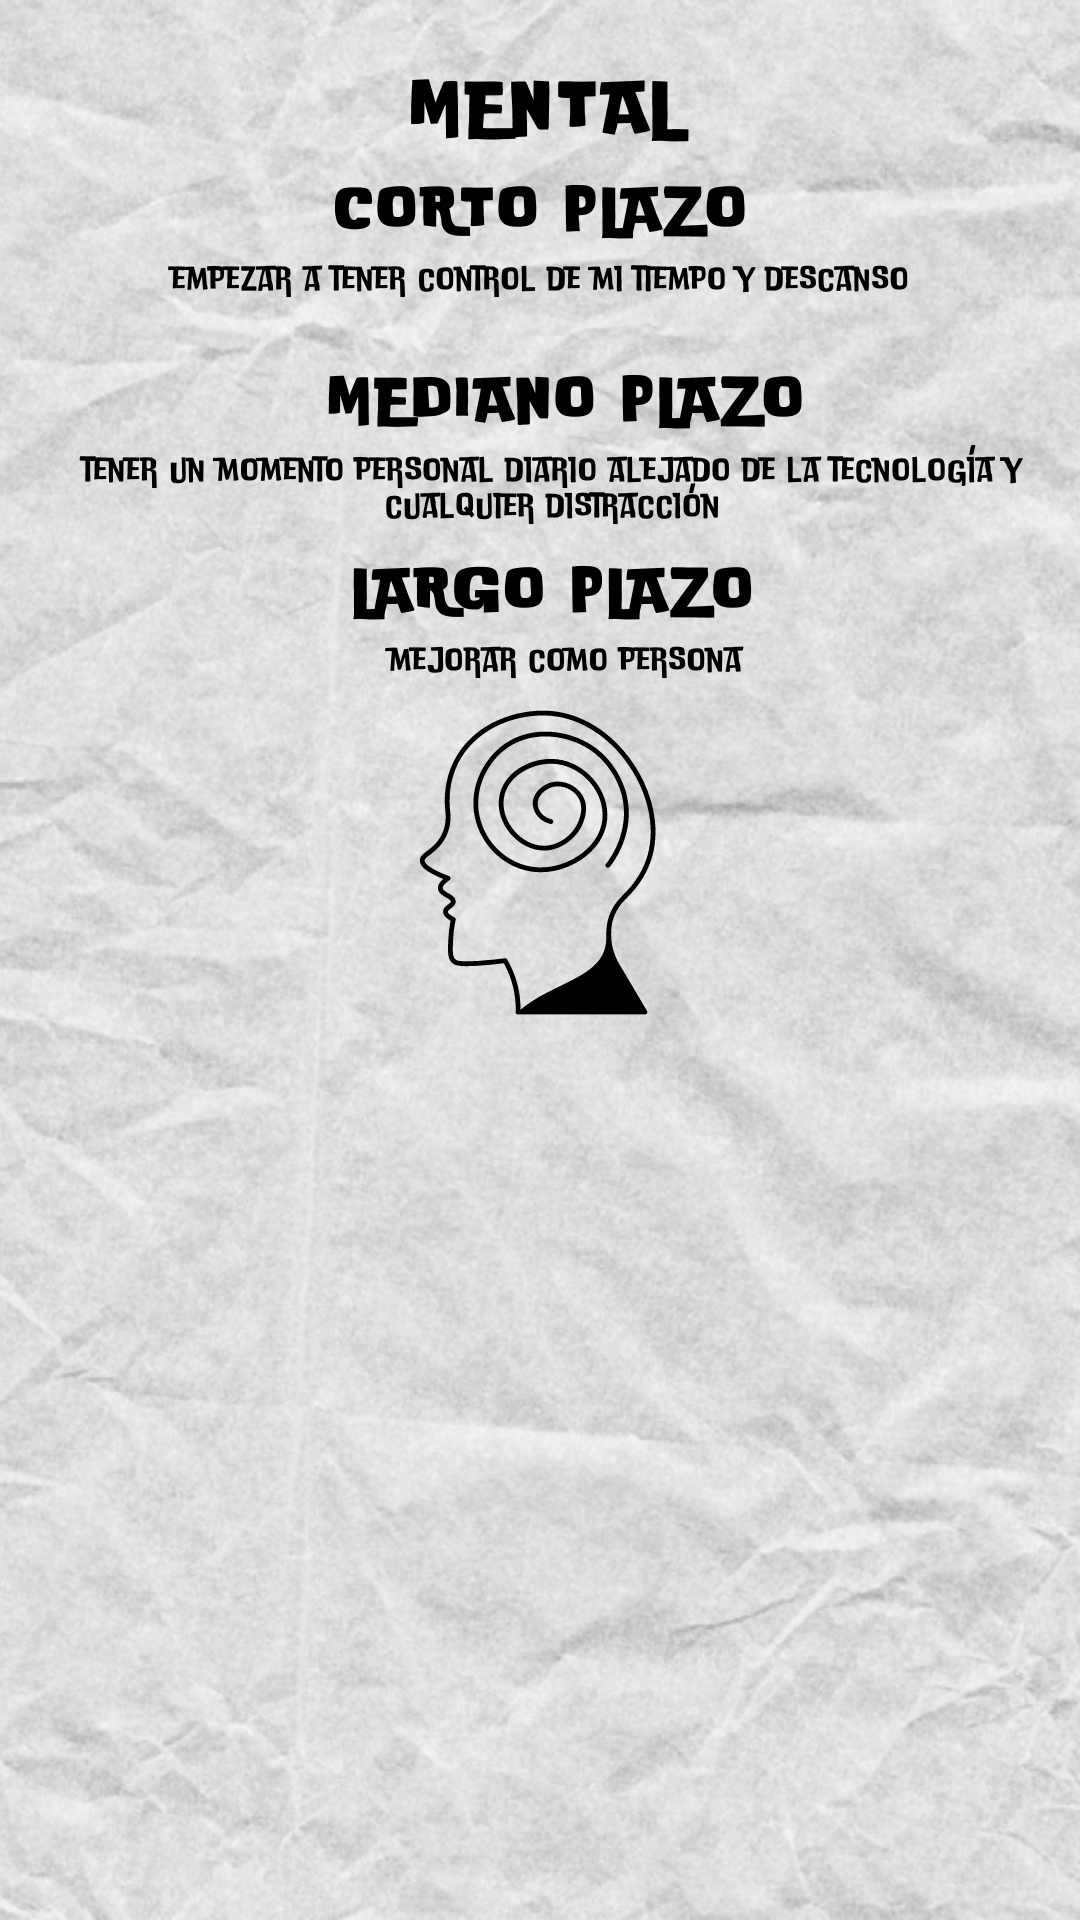 MENTAL
CORTO PLAZO
EMPEZAR A TENER CONTROL DE MI TIEMPO Y DESCANSO
MEDIANO PLAZO
TENER UN MOMENTO PERSONAL DIARIO ALEJADO DE LA TECNOLOGÍA Y
CUALQUIER DISTRACCIÓN
LARGO PLAZO
MEJORAR COMO PERSONA